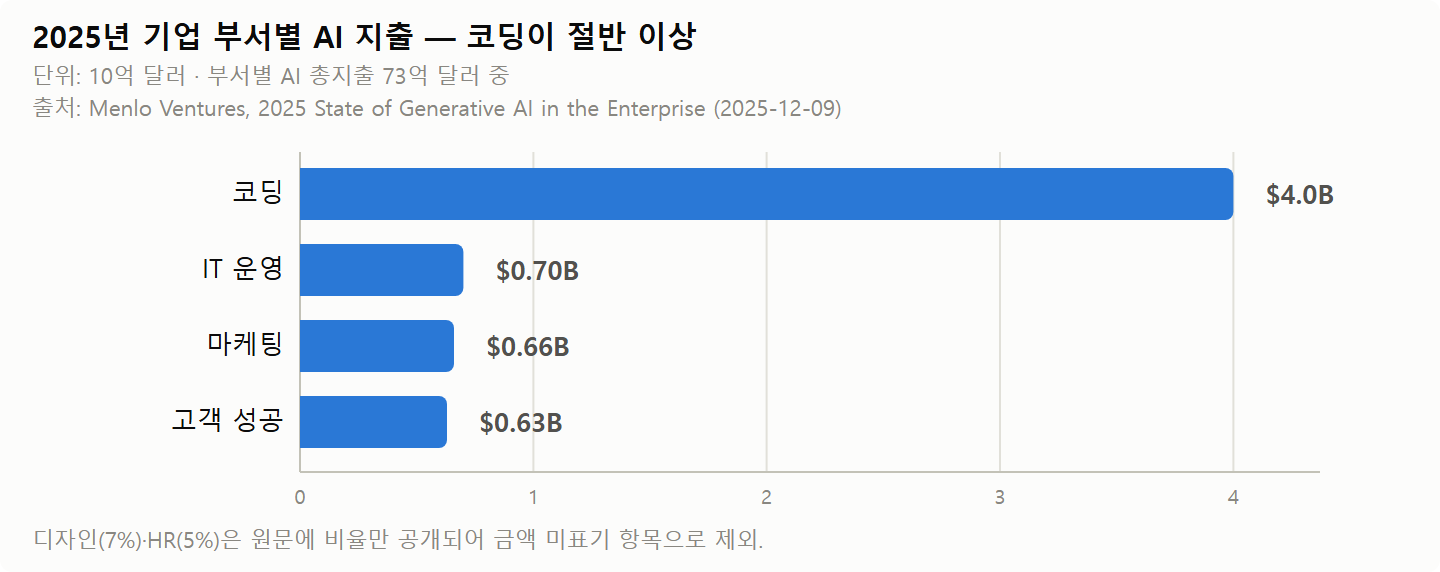 2025년 기업 부서별 AI 지출 — 코딩이 절반 이상
단위: 10억 달러 · 부서별 AI 총지출 73억 달러 중
출처: Menlo Ventures, 2025 State of Generative AI in the Enterprise (2025-12-09)
코딩 $4.0B
IT 운영 $0.70B
마케팅 $0.66B
고객 성공 $0.63B
0 1 2 3 4
디자인(7%)·HR(5%)은 원문에 비율만 공개되어 금액 미표기 항목으로 제외.